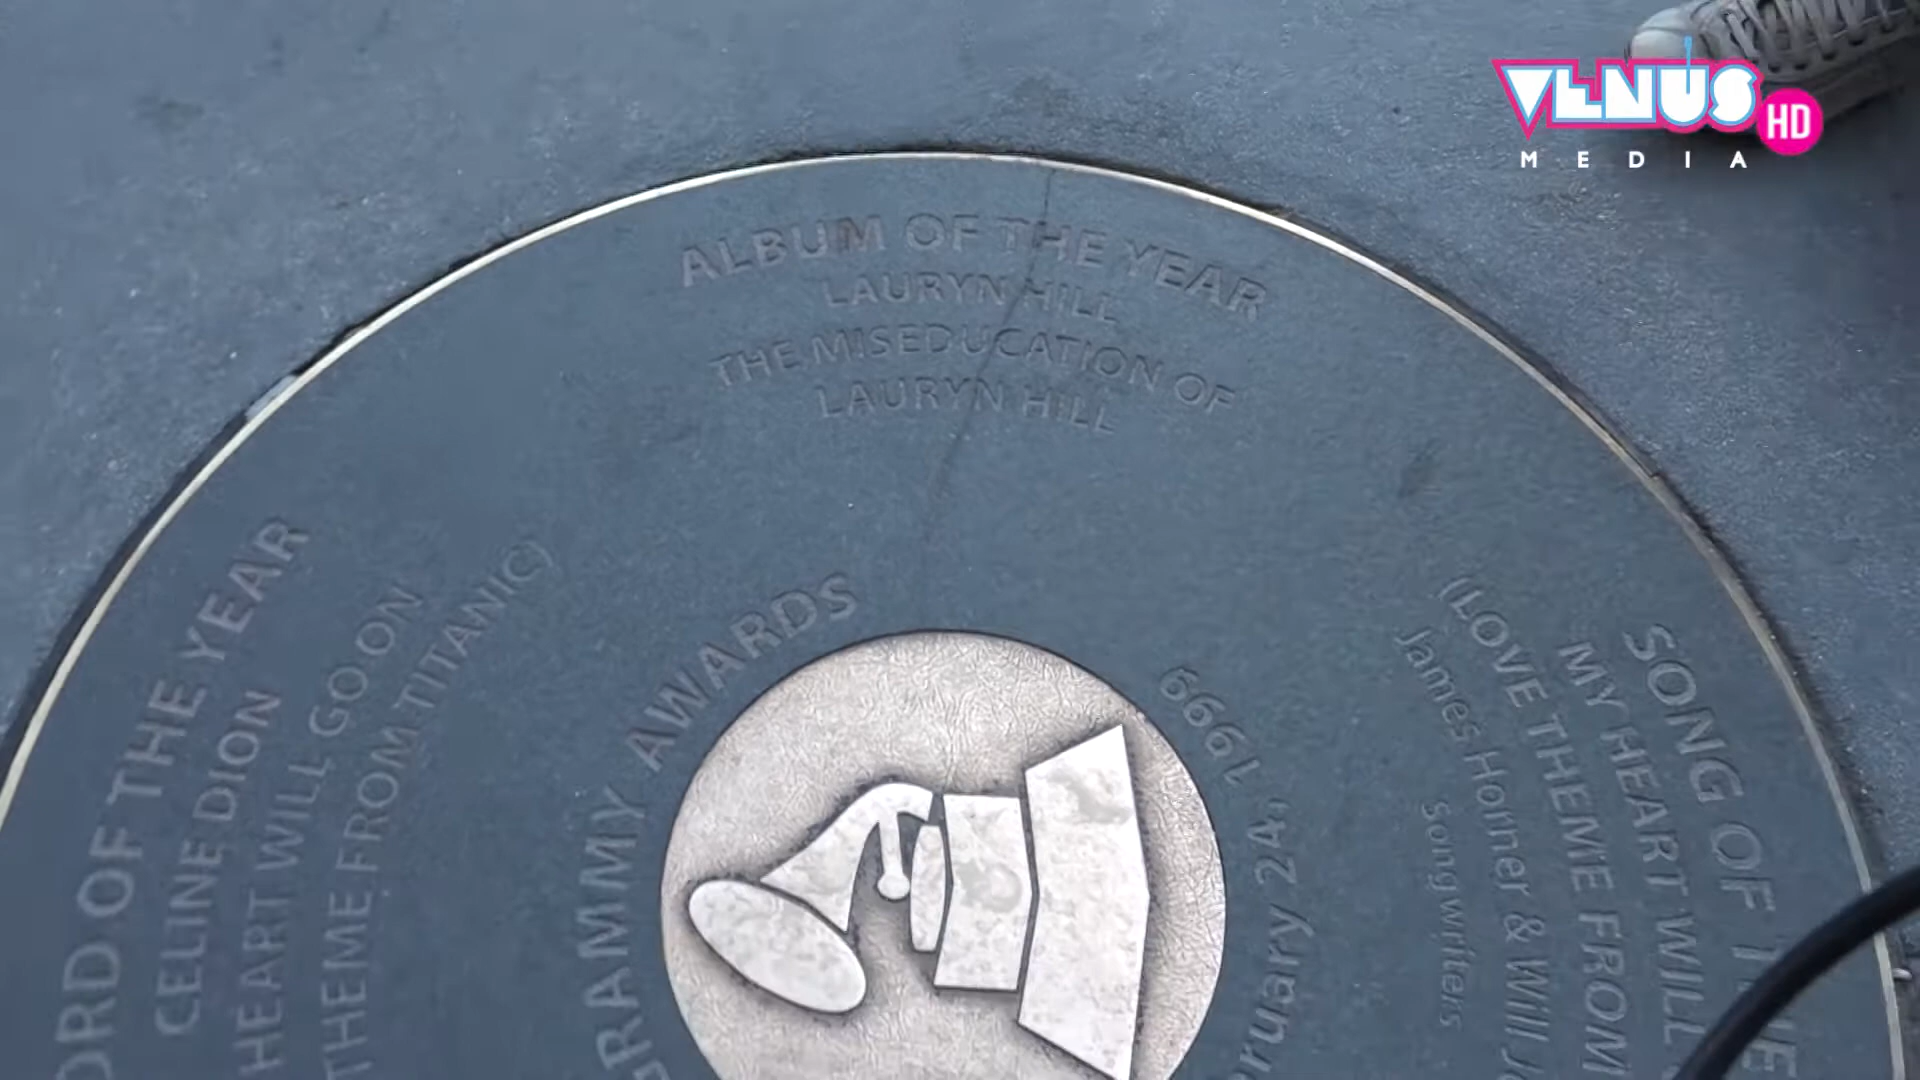 VENUS HD
MEDIA
ALBUM OF THE YEAR
LAURYN HILL
THE MISEDUCATION OF
LAURYN HILL
ORD OF THE YEAR
CELINE DION
HEART WILL GO ON
THEME FROM TITANIC)
GRAMMY AWARDS
bruary 24, 1999
SONG OF THE
MY HEART WILL
(LOVE THEME FROM
James Horner & Will J
Songwriters